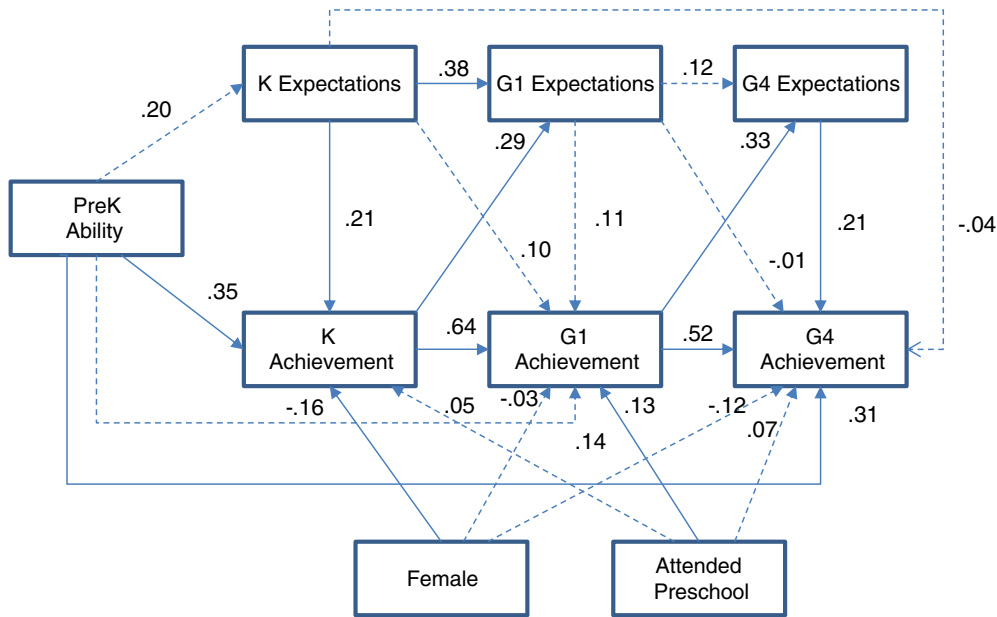 .38
.12
K Expectations
G1 Expectations
G4 Expectations
.20
.29
.33
PreK
Ability
.21
.11
.21
-.04
.10
-.01
.35
K
Achievement
.64
G1
Achievement
.52
G4
Achievement
-.16
.05
-.03
.13
-.12
.31
.14
.07
Female
Attended
Preschool